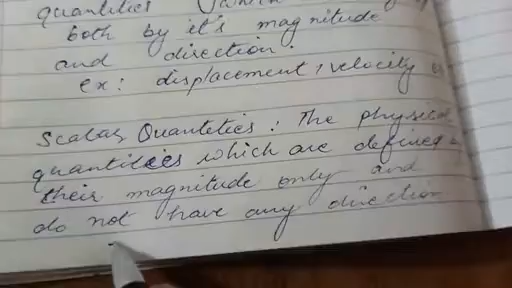 quantities (which
both by it's magnitude
and direction.
ex: displacement, velocity
Scalar Quantities: The physical
quantities which are defined
their magnitude only and
do not have any direction